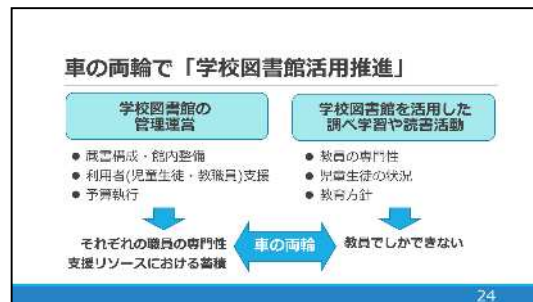 車の両輪で「学校図書館活用推進」
学校図書館の
管理運営
● 蔵書構成・館内整備
● 利用者(児童生徒・教職員)支援
● 予算執行
それぞれの職員の専門性
支援リソースにおける蓄積
車の両輪
学校図書館を活用した
調べ学習や読書活動
● 教員の専門性
● 児童生徒の状況
● 教育方針
教員でしかできない
24